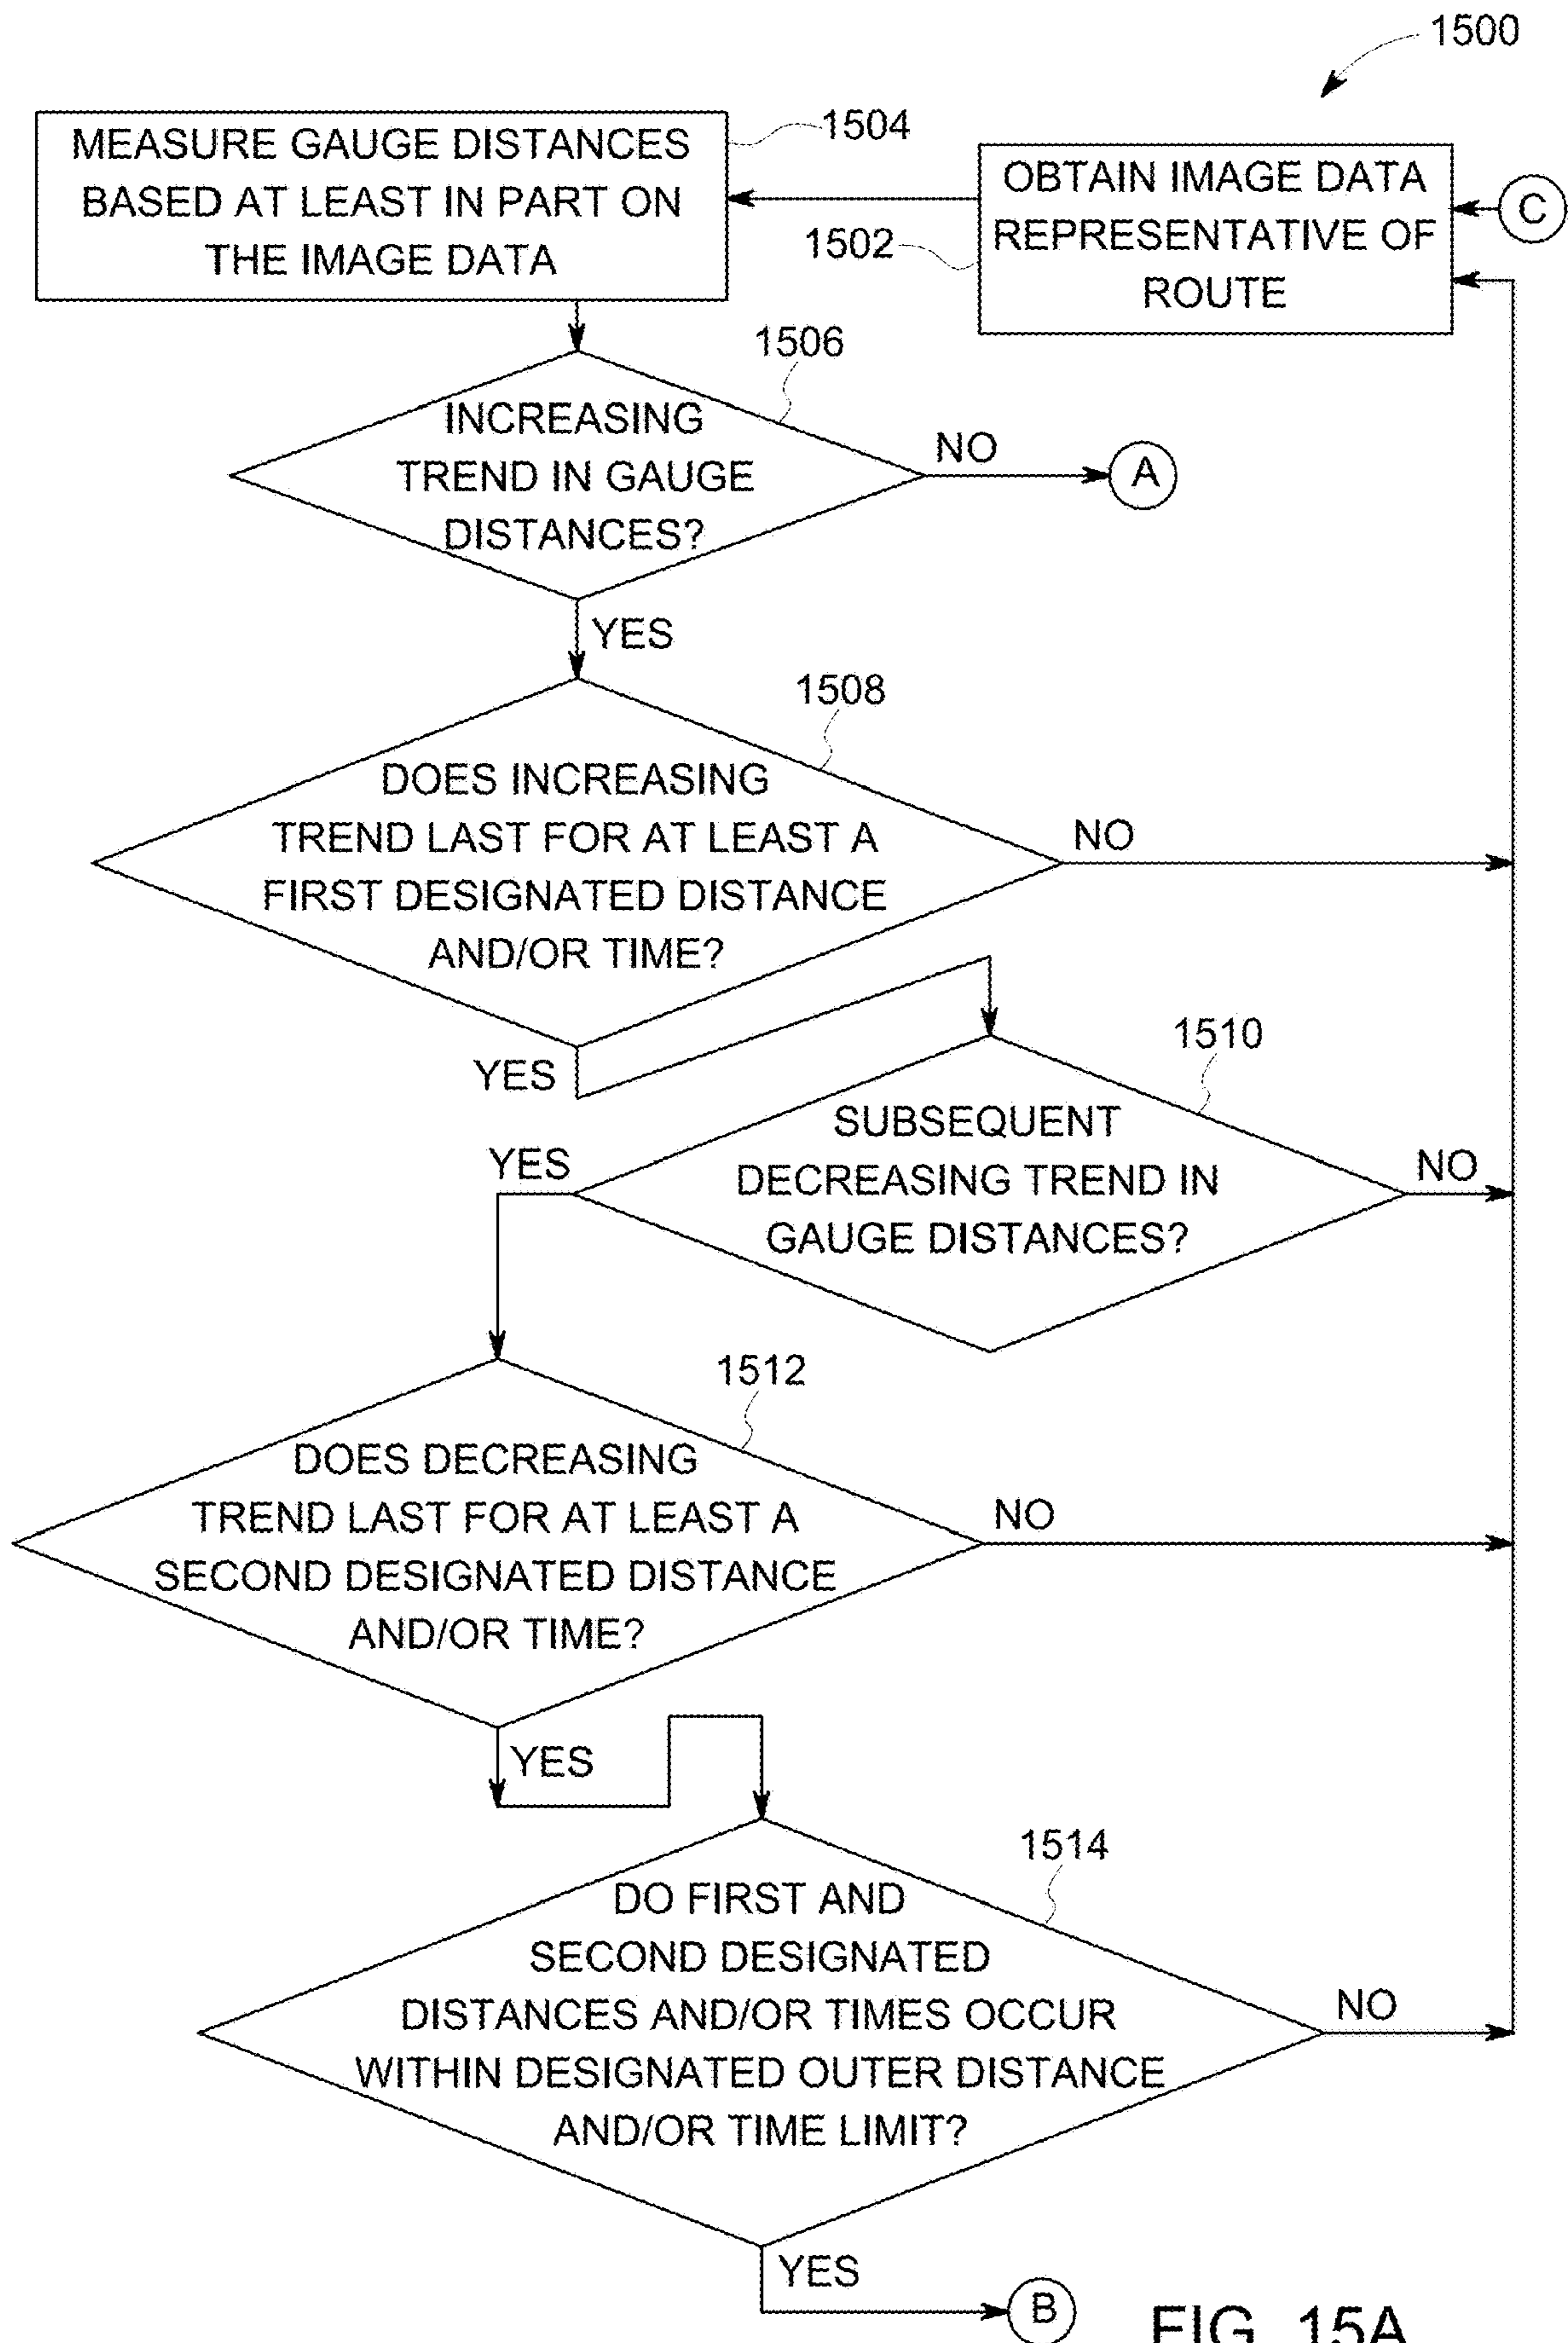 1500
MEASURE GAUGE DISTANCES
BASED AT LEAST IN PART ON
THE IMAGE DATA
1504
OBTAIN IMAGE DATA
REPRESENTATIVE OF
ROUTE
1502
C
1506
INCREASING
TREND IN GAUGE
DISTANCES?
NO
A
YES
1508
DOES INCREASING
TREND LAST FOR AT LEAST A
FIRST DESIGNATED DISTANCE
AND/OR TIME?
NO
YES
1510
SUBSEQUENT
DECREASING TREND IN
GAUGE DISTANCES?
YES
NO
1512
DOES DECREASING
TREND LAST FOR AT LEAST A
SECOND DESIGNATED DISTANCE
AND/OR TIME?
NO
YES
1514
DO FIRST AND
SECOND DESIGNATED
DISTANCES AND/OR TIMES OCCUR
WITHIN DESIGNATED OUTER DISTANCE
AND/OR TIME LIMIT?
NO
YES
B
FIG. 15A